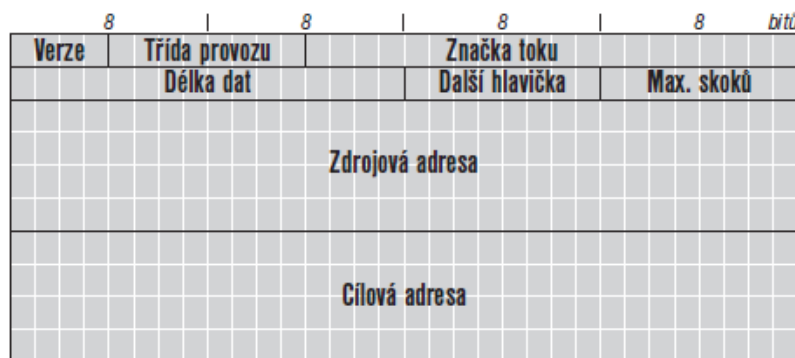 8 8 8 8 bitů
Verze Třída provozu Značka toku
Délka dat Další hlavička Max. skoků
Zdrojová adresa
Cílová adresa